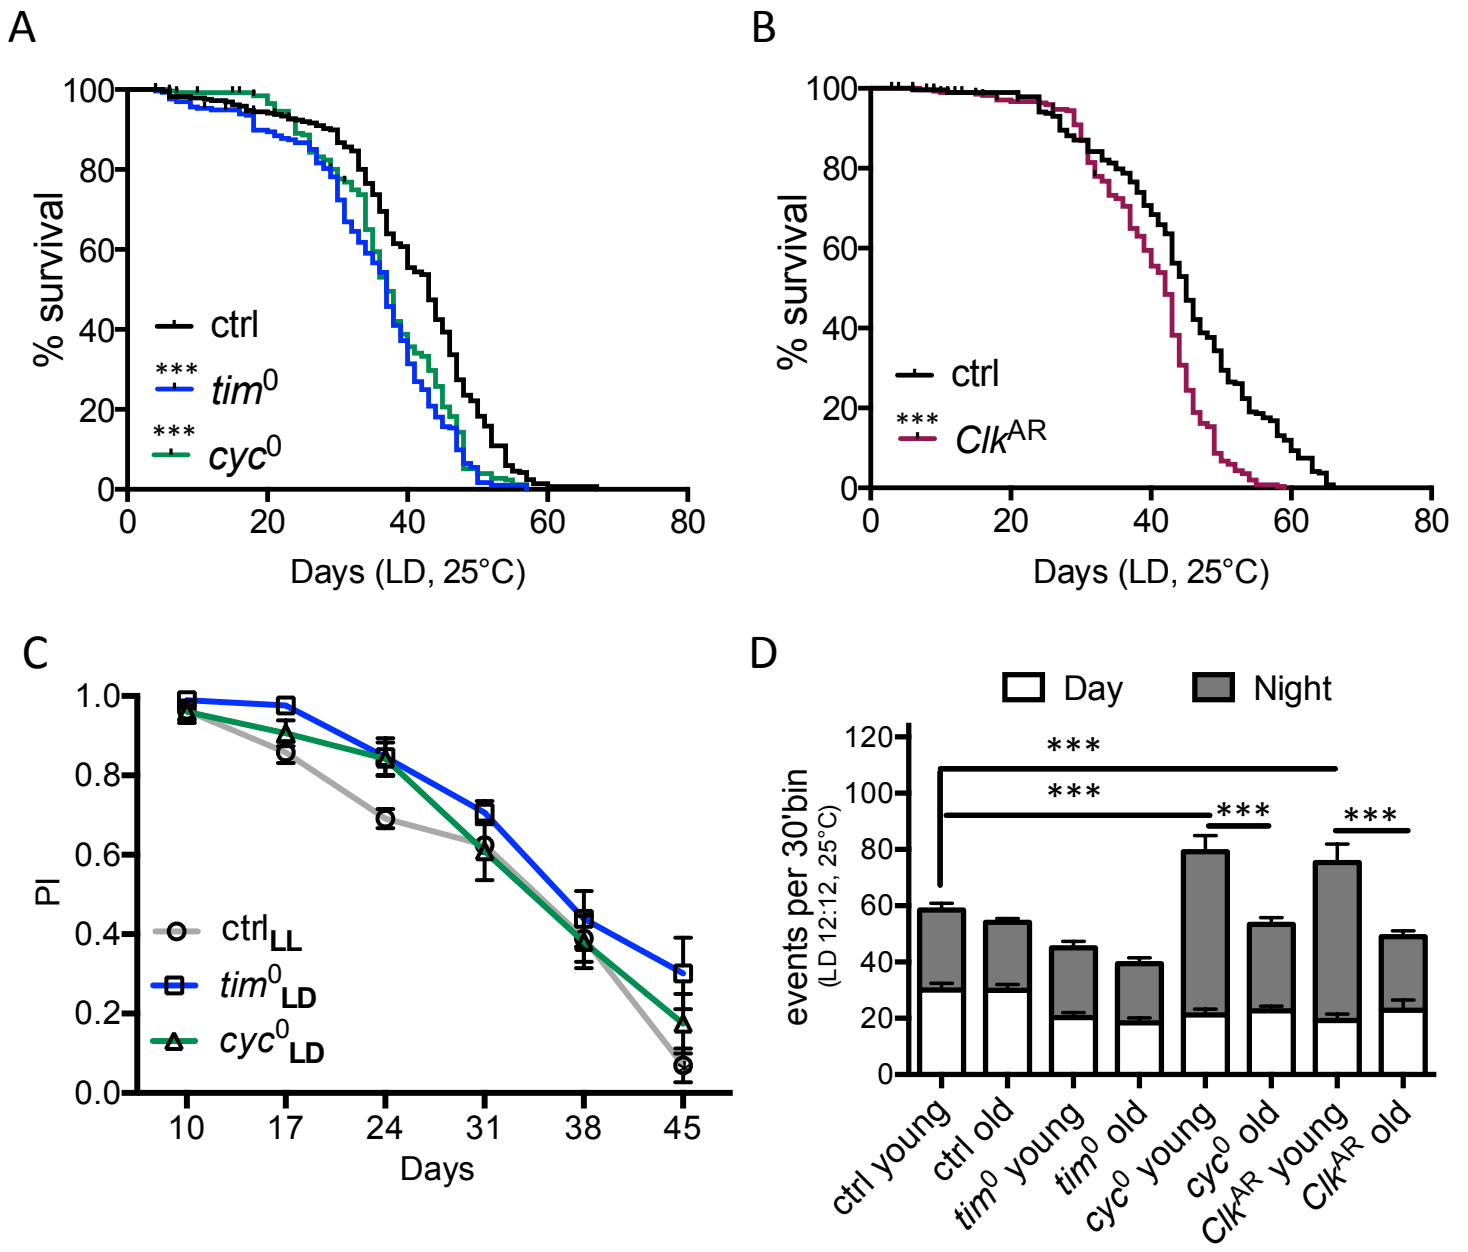 A
100
80
60
40
20
0
% survival
ctrl
***
tim0
***
cyc0
0 20 40 60 80
Days (LD, 25°C)
B
100
80
60
40
20
0
% survival
ctrl
***
ClkAR
0 20 40 60 80
Days (LD, 25°C)
C
1.0
0.8
0.6
0.4
0.2
0.0
PI
ctrlLL
tim0LD
cyc0LD
*
10 17 24 31 38 45
Days
D
Day Night
120
100
80
60
40
20
0
events per 30'bin
(LD 12:12, 25°C)
***
***
***
***
ctrl young
ctrl old
tim0 young
tim0 old
cyc0 young
cyc0 old
ClkAR young
ClkAR old